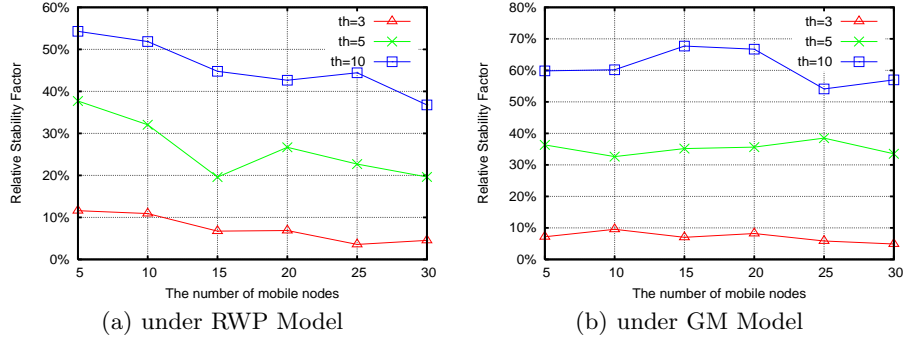 60%
50%
40%
30%
20%
10%
0%
5
10
15
20
25
30
Relative Stability Factor
The number of mobile nodes
th=3
th=5
th=10
(a) under RWP Model
80%
70%
60%
50%
40%
30%
20%
10%
0%
5
10
15
20
25
30
Relative Stability Factor
The number of mobile nodes
th=3
th=5
th=10
(b) under GM Model